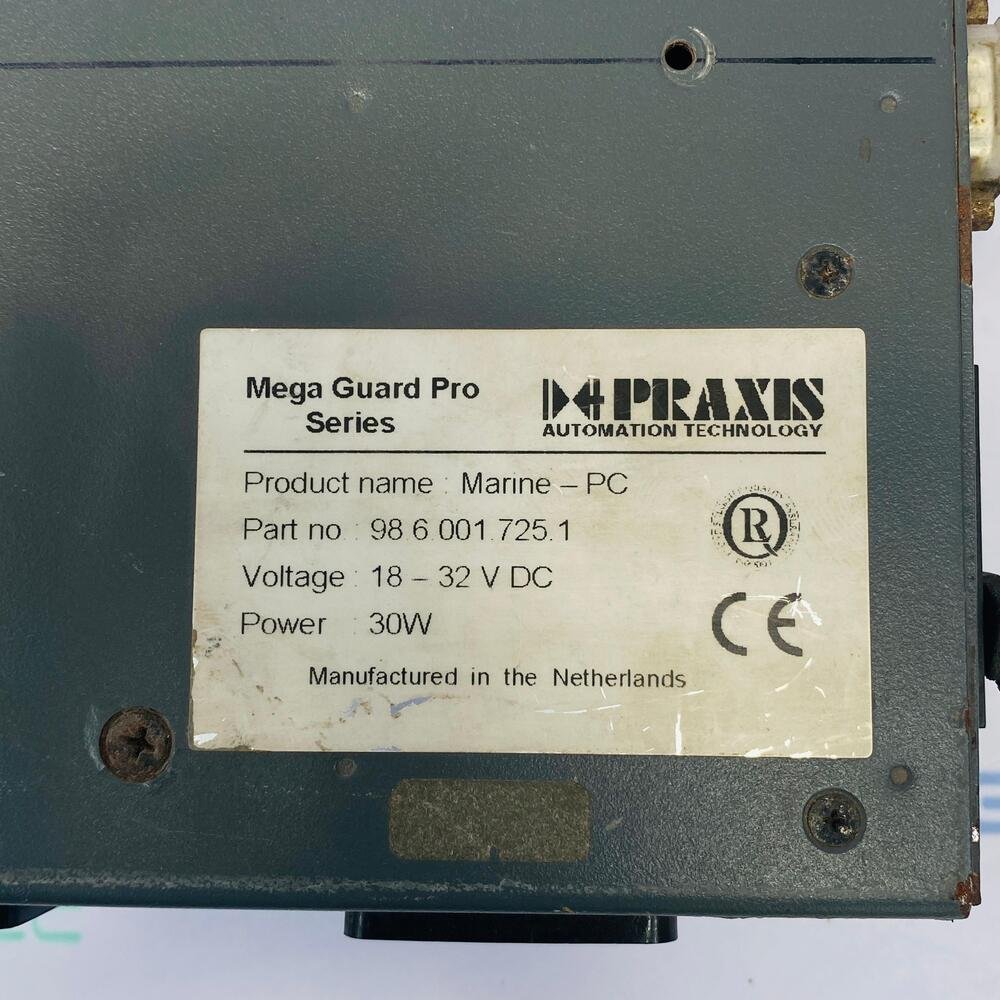 Mega Guard Pro
Series
PRAXIS
AUTOMATION TECHNOLOGY
Product name : Marine – PC
Part no : 98.6.001.725.1
Voltage : 18 – 32 V DC
Power : 30W
Manufactured in the Netherlands
R
CE